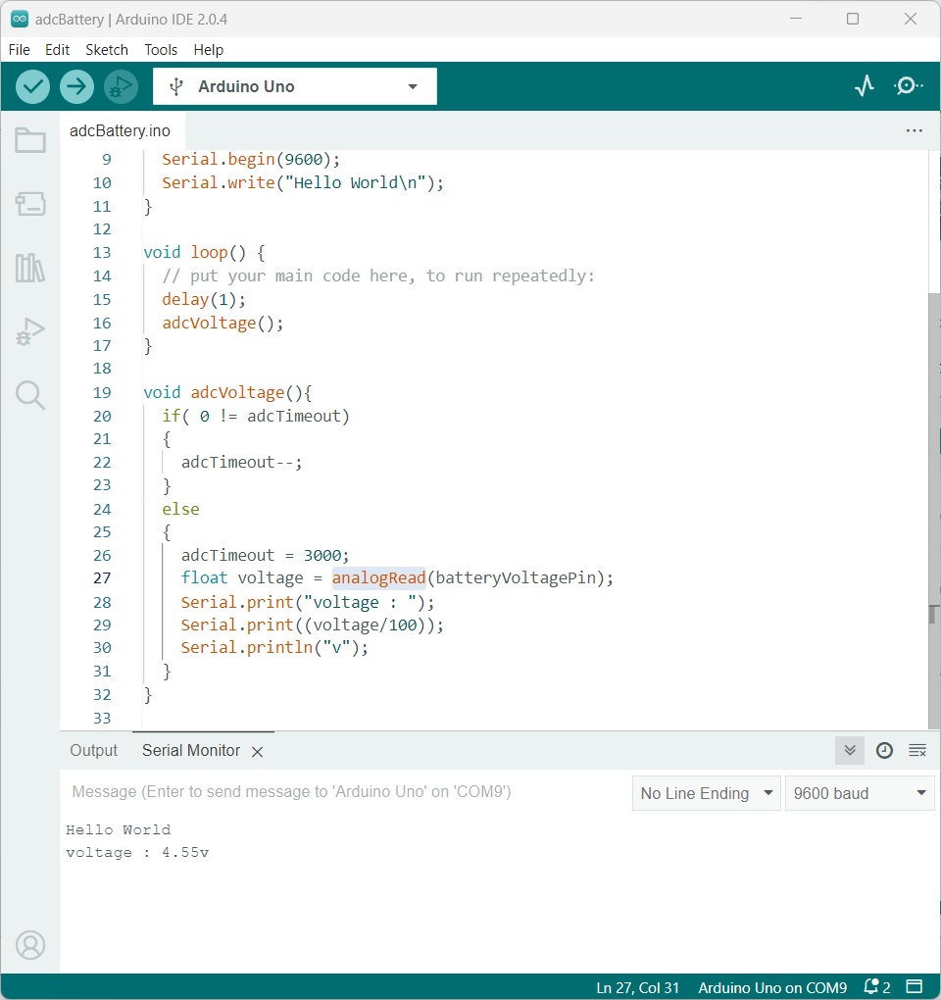 adcBattery | Arduino IDE 2.0.4
File Edit Sketch Tools Help
Arduino Uno
adcBattery.ino
9 Serial.begin(9600);
10 Serial.write("Hello World\n");
11 }
12
13 void loop() {
14 // put your main code here, to run repeatedly:
15 delay(1);
16 adcVoltage();
17 }
18
19 void adcVoltage(){
20 if( 0 != adcTimeout)
21 {
22 adcTimeout--;
23 }
24 else
25 {
26 adcTimeout = 3000;
27 float voltage = analogRead(batteryVoltagePin);
28 Serial.print("voltage : ");
29 Serial.print((voltage/100));
30 Serial.println("v");
31 }
32 }
33
Output Serial Monitor
Message (Enter to send message to 'Arduino Uno' on 'COM9') No Line Ending 9600 baud
Hello World
voltage : 4.55v
Ln 27, Col 31 Arduino Uno on COM9 2